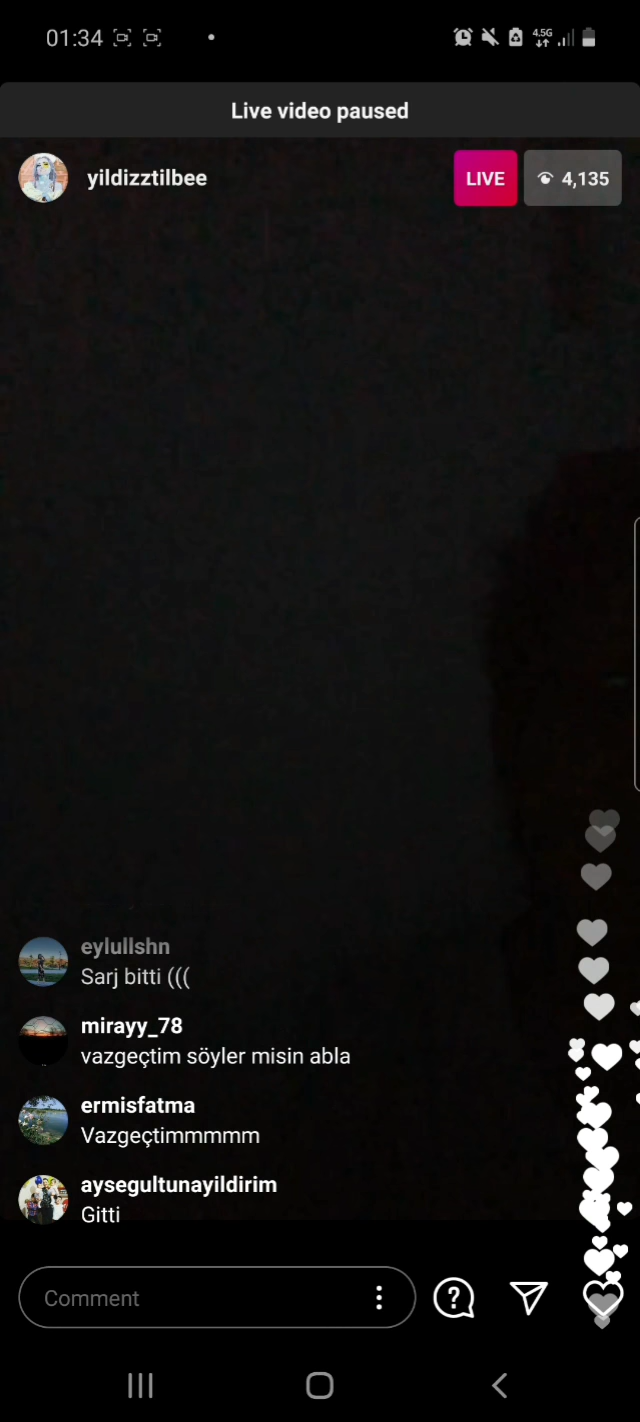 01:34
4.5G
Live video paused
yildizztilbee
LIVE
4,135
eylullshn
Sarj bitti (((
mirayy_78
vazgeçtim söyler misin abla
ermisfatma
Vazgeçtimmmmm
aysegultunayildirim
Gitti
Comment